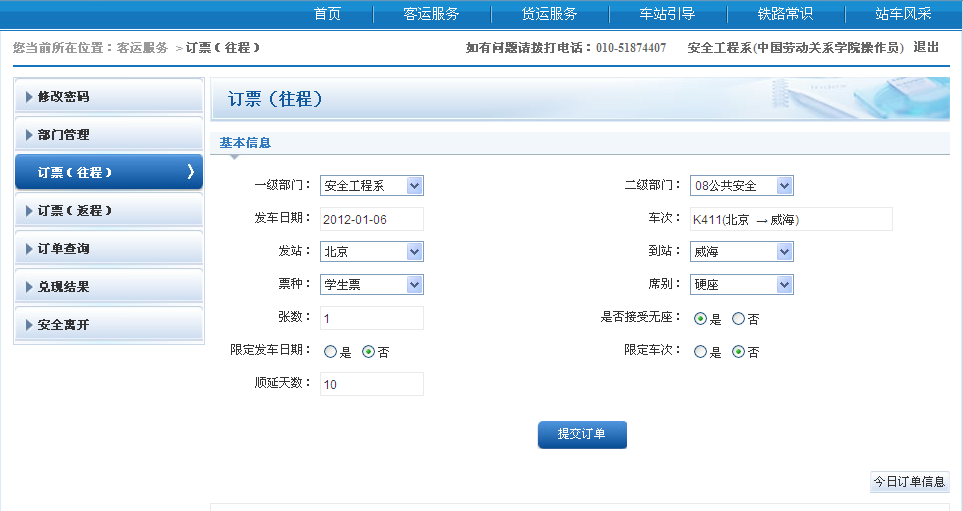 首页 客运服务 货运服务 车站引导 铁路常识 站车风采
您当前所在位置：客运服务 >订票（往程） 如有问题请拨打电话：010-51874407 安全工程系(中国劳动关系学院操作员) 退出
修改密码
部门管理
订票（往程）
订票（返程）
订单查询
兑现结果
安全离开
订票（往程）
基本信息
一级部门： 安全工程系 二级部门： 08公共安全
发车日期： 2012-01-06 车次： K411(北京 →威海)
发站： 北京 到站： 威海
票种： 学生票 席别： 硬座
张数： 1 是否接受无座： 是 否
限定发车日期： 是 否 限定车次： 是 否
顺延天数： 10
提交订单
今日订单信息